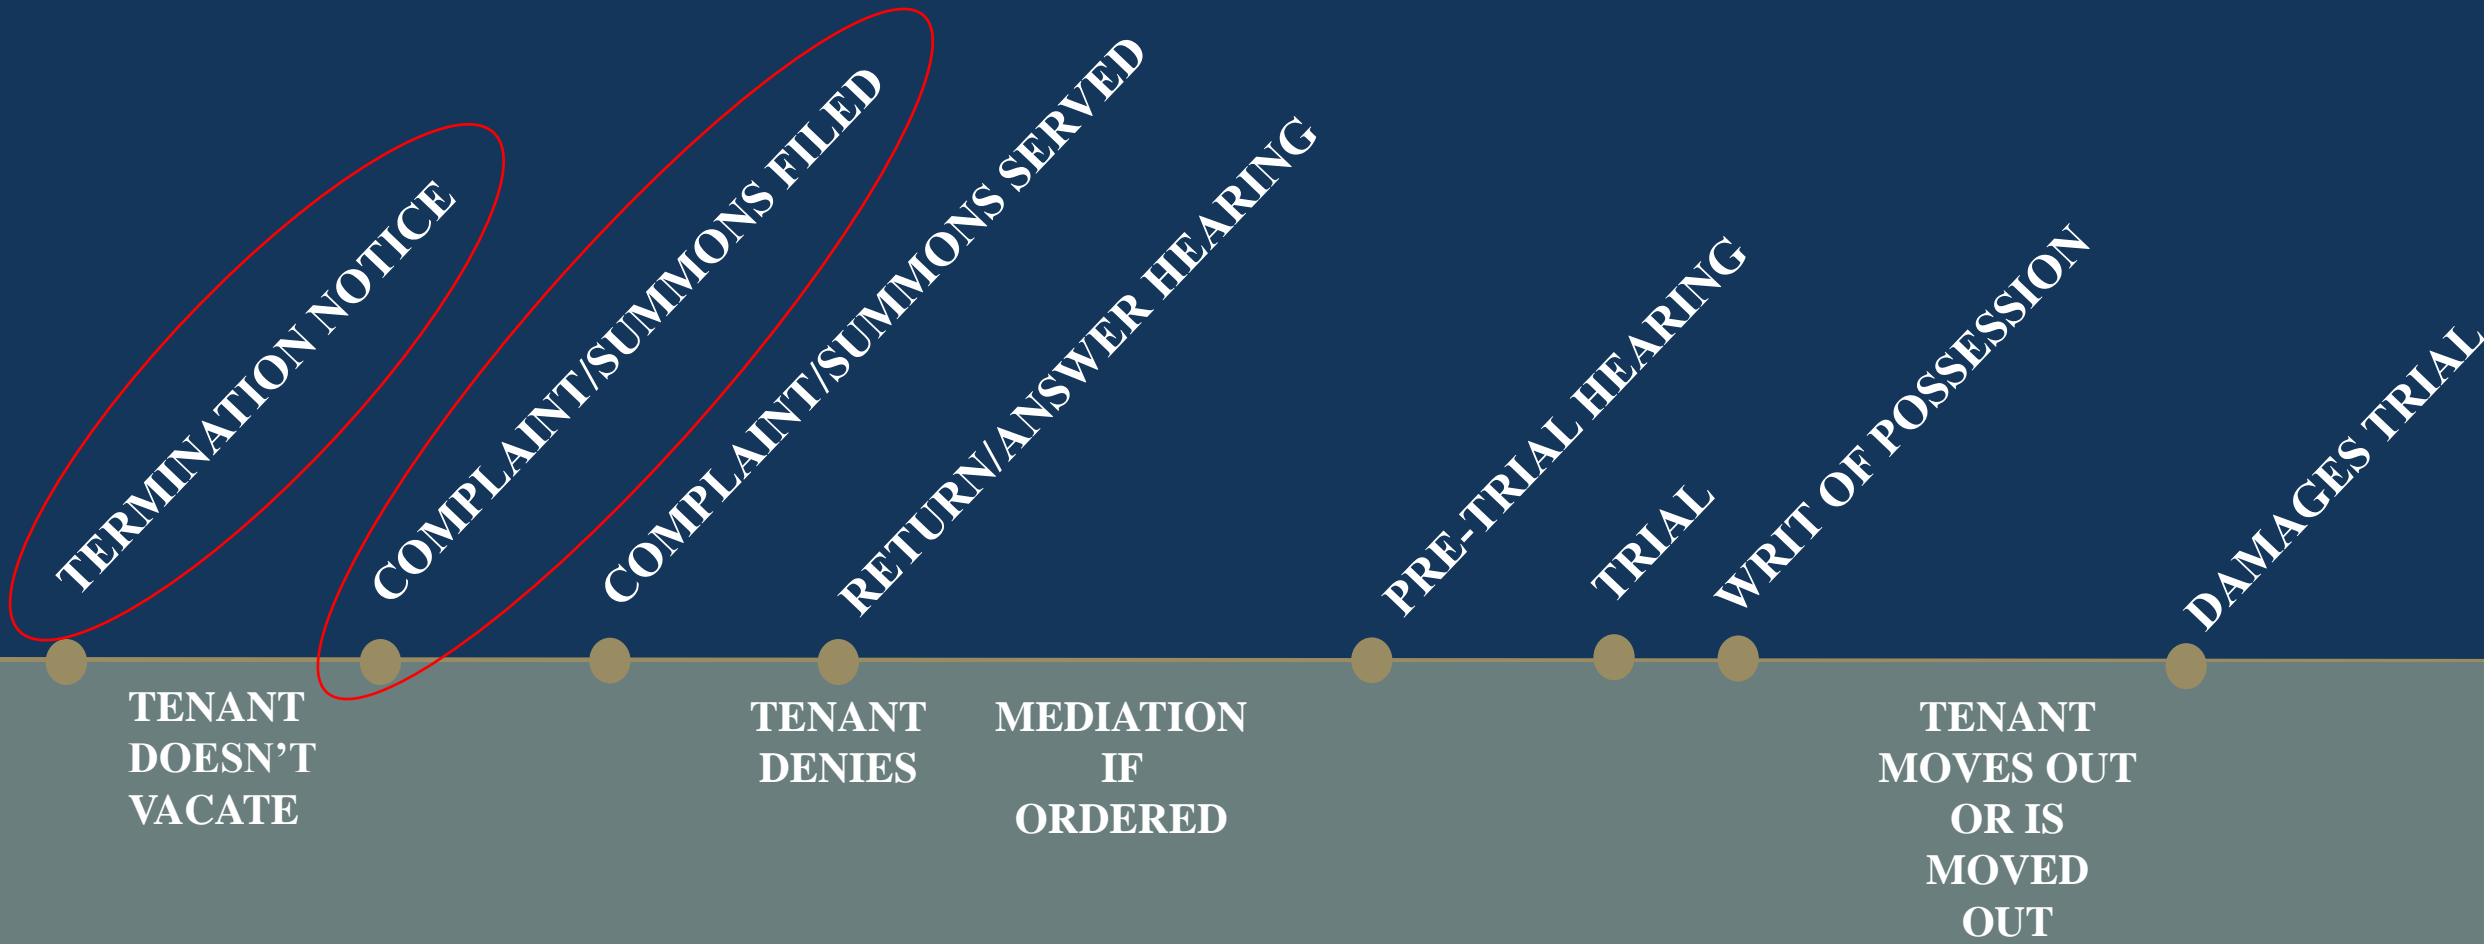 TERMINATION NOTICE
COMPLAINT/SUMMONS FILED
COMPLAINT/SUMMONS SERVED
RETURN/ANSWER HEARING
PRE-TRIAL HEARING
TRIAL
WRIT OF POSSESSION
DAMAGES TRIAL
TENANT
DOESN’T
VACATE
TENANT
DENIES
MEDIATION
IF
ORDERED
TENANT
MOVES OUT
OR IS
MOVED
OUT